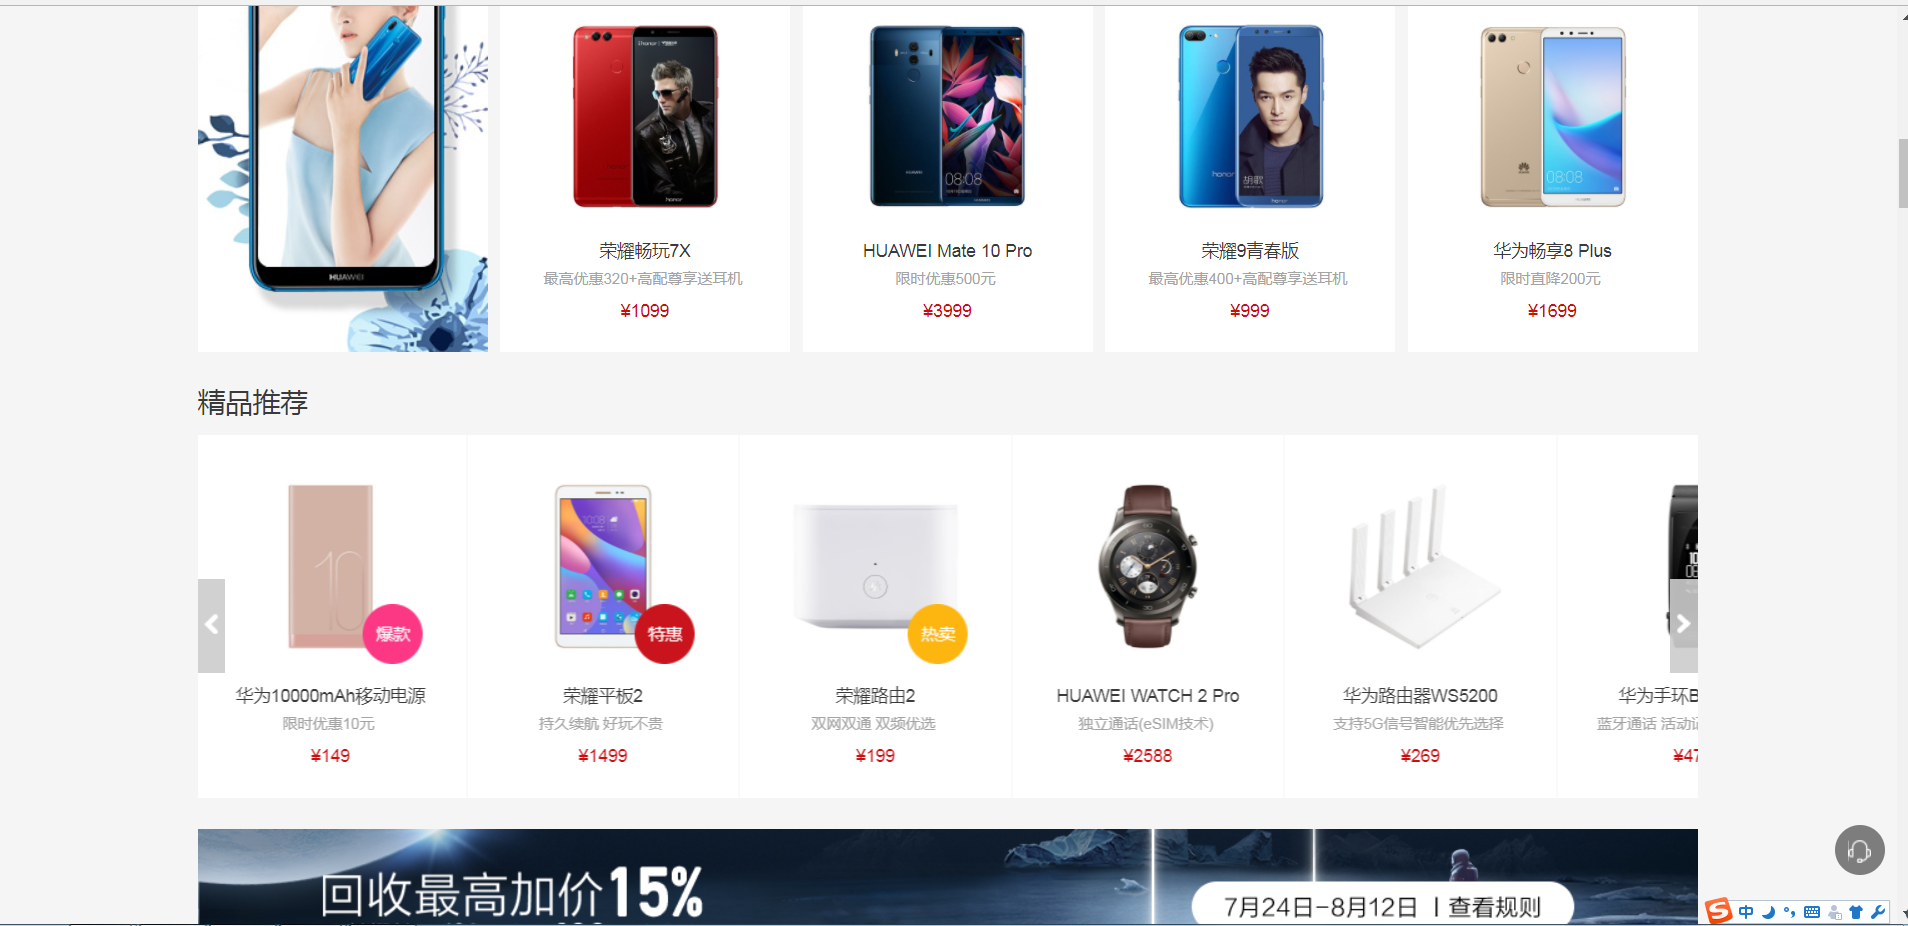 HUAWEI
honor
胡歌
honor
honor
HUAWEI
08:08
08:08
荣耀畅玩7X
HUAWEI Mate 10 Pro
荣耀9青春版
华为畅享8 Plus
最高优惠320+高配尊享送耳机
限时优惠500元
最高优惠400+高配尊享送耳机
限时直降200元
¥1099
¥3999
¥999
¥1699
精品推荐
10
爆款
特惠
热卖
华为10000mAh移动电源
荣耀平板2
荣耀路由2
HUAWEI WATCH 2 Pro
华为路由器WS5200
华为手环B
限时优惠10元
持久续航 好玩不贵
双网双通 双频优选
独立通话(eSIM技术)
支持5G信号智能优先选择
蓝牙通话 活动
¥149
¥1499
¥199
¥2588
¥269
¥47
回收最高加价15%
7月24日-8月12日 | 查看规则
中